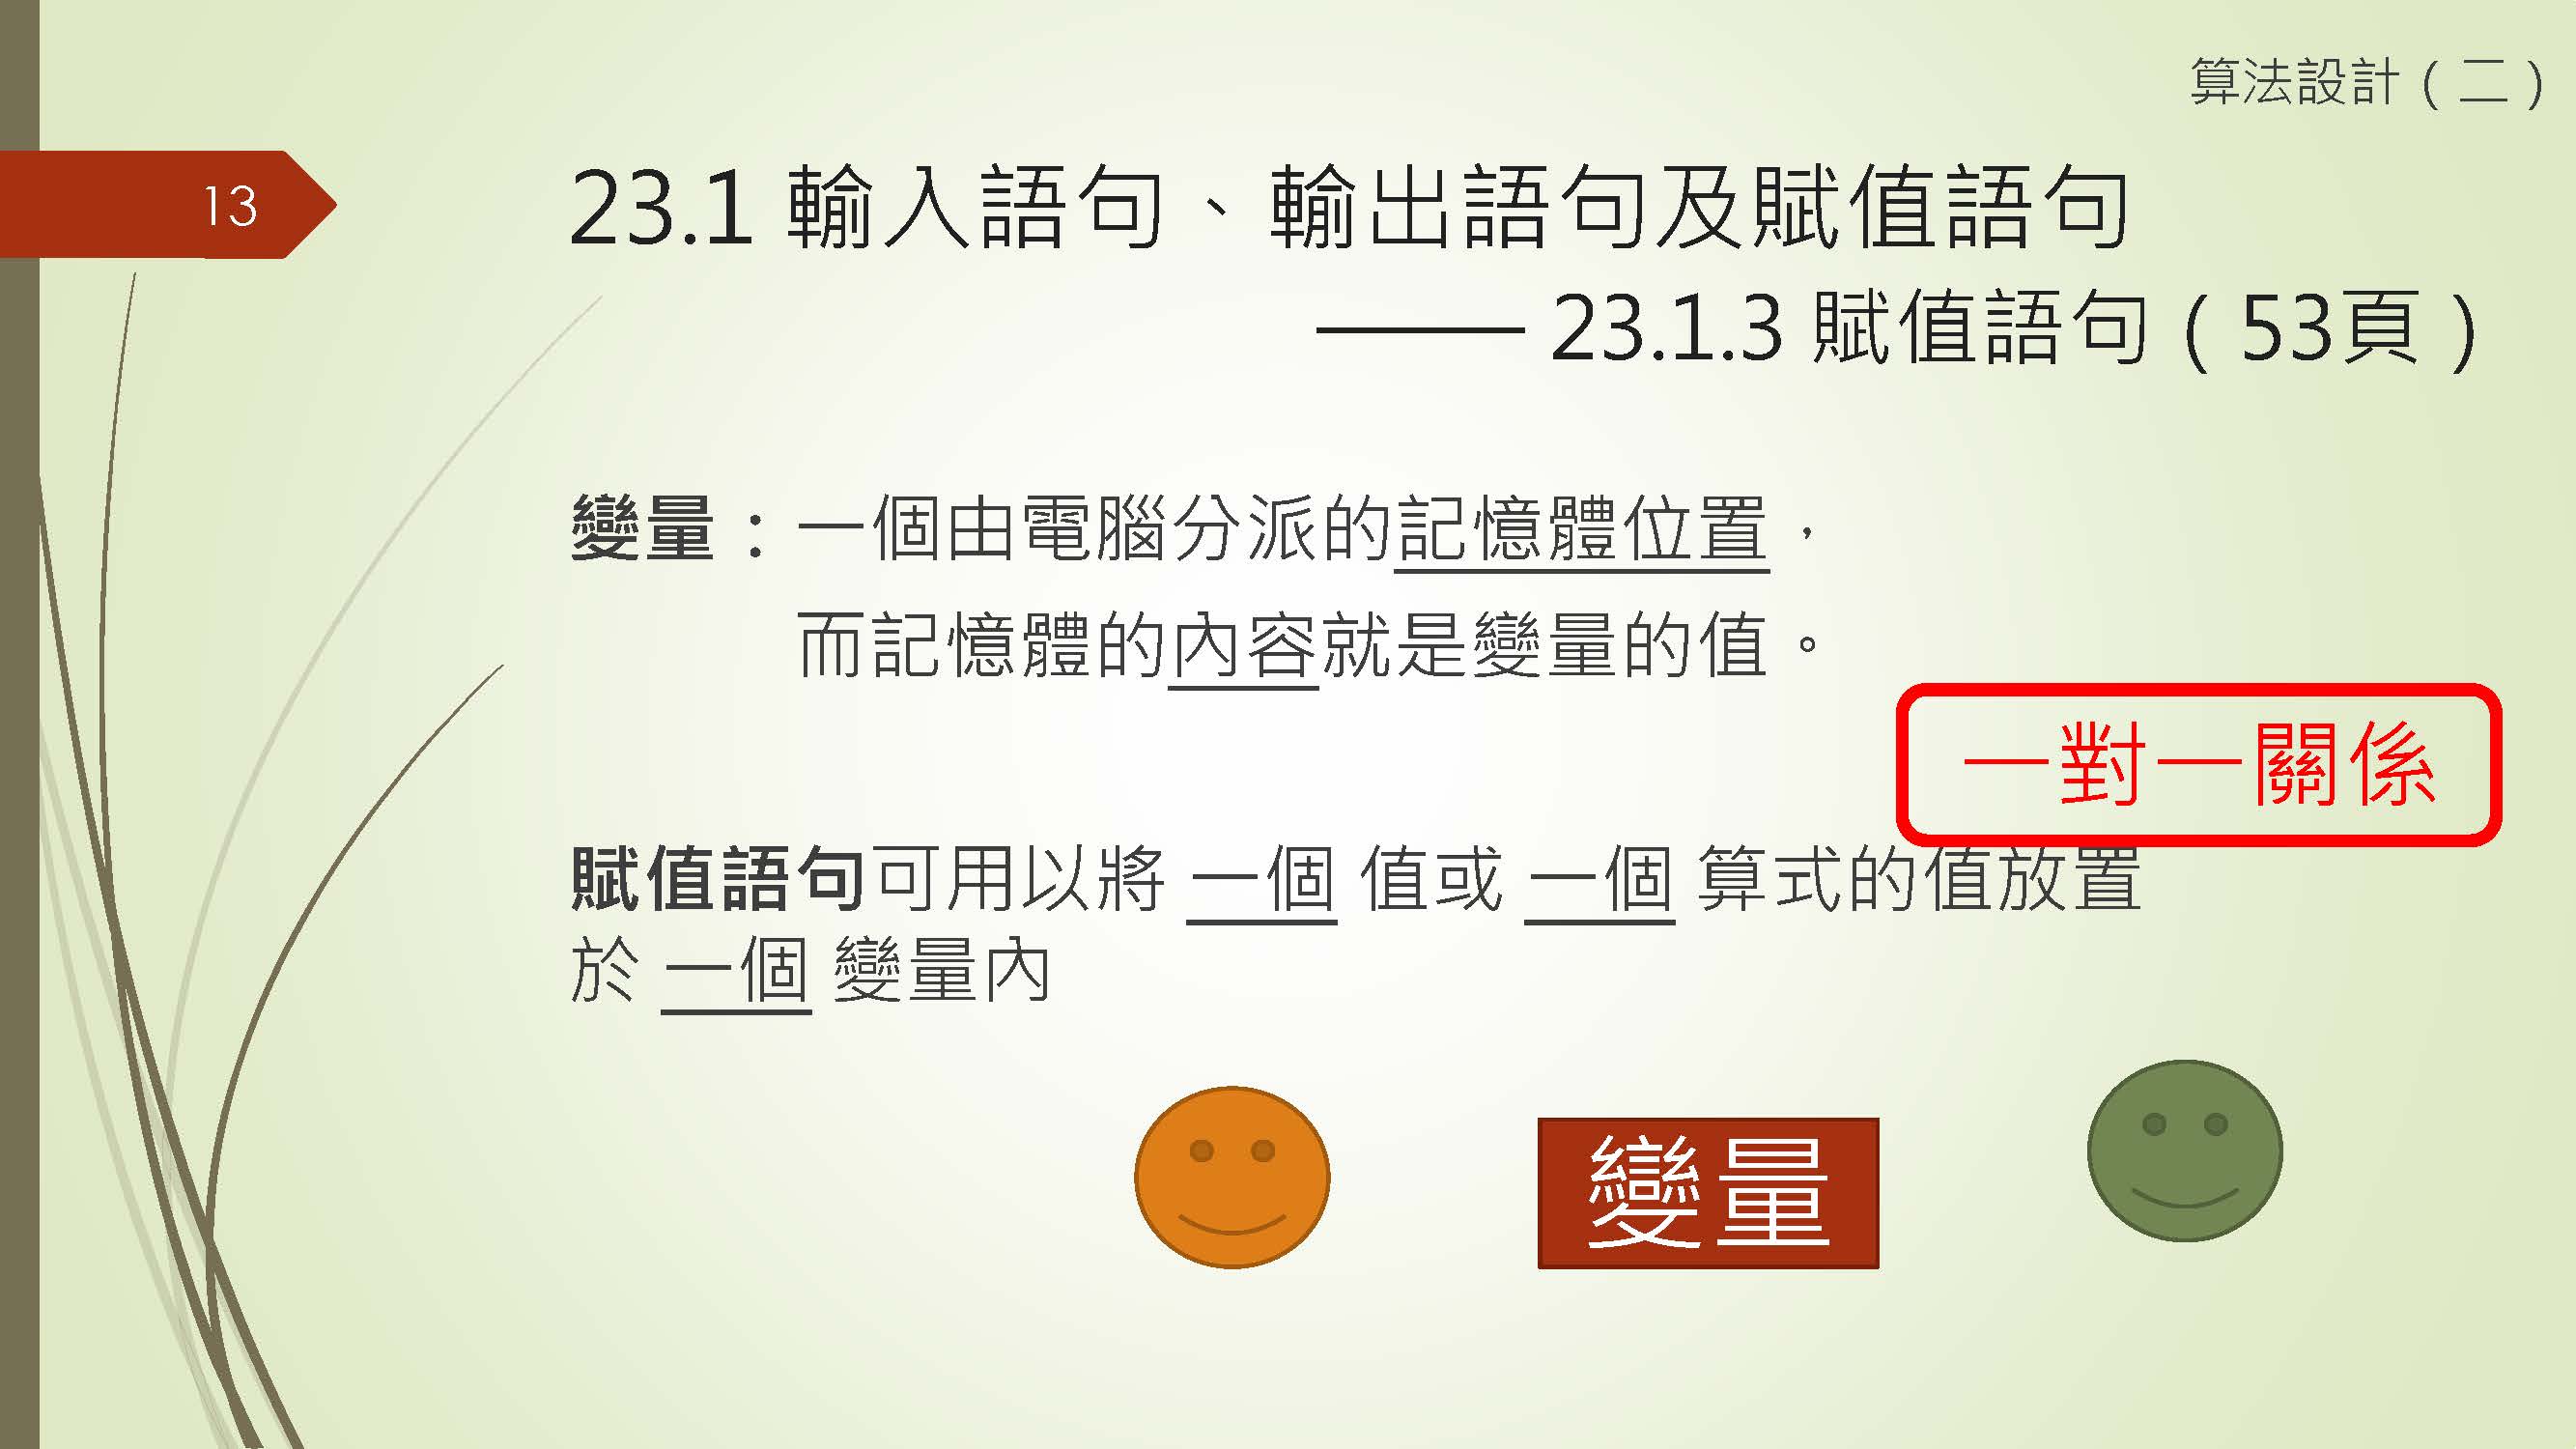 算法設計（二）
13
23.1 輸入語句、輸出語句及賦值語句
—— 23.1.3 賦值語句（53頁）
變量：一個由電腦分派的記憶體位置，
而記憶體的內容就是變量的值。
一對一關係
賦值語句可用以將 一個 值或 一個 算式的值放置
於 一個 變量內
變量